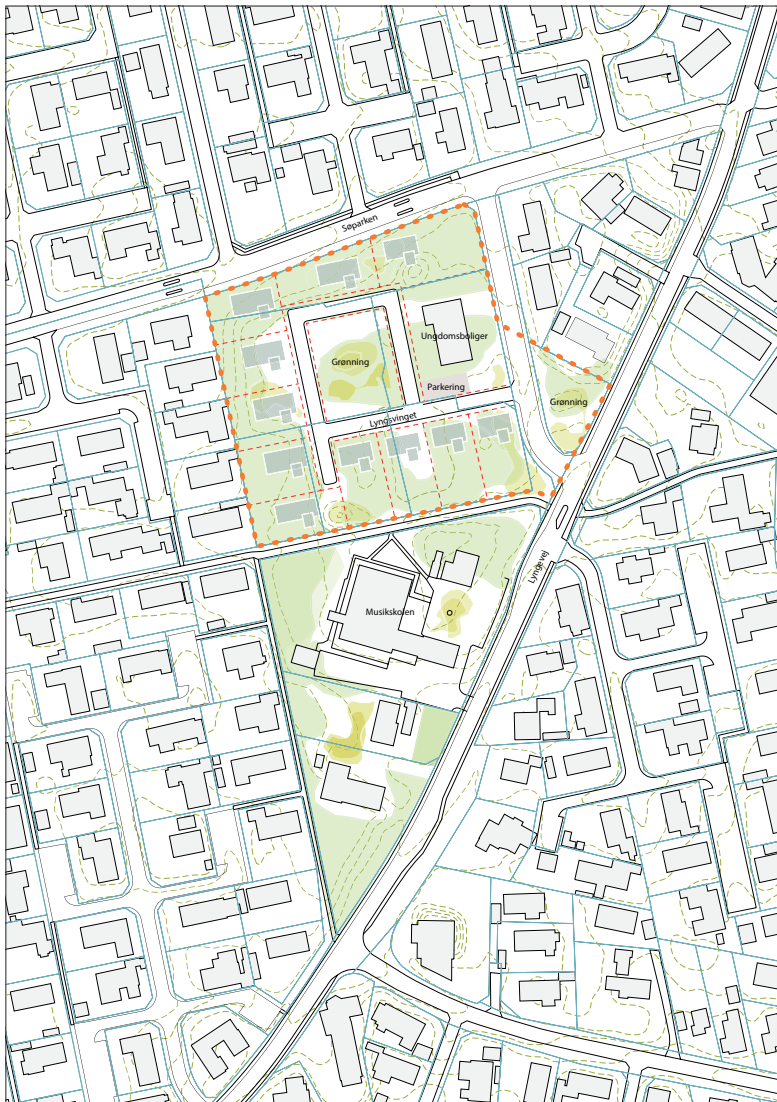 Søparken
Ungdomsboliger
Grønning
Parkering
Grønning
Lyngsvinget
Lyngevej
Musikskolen